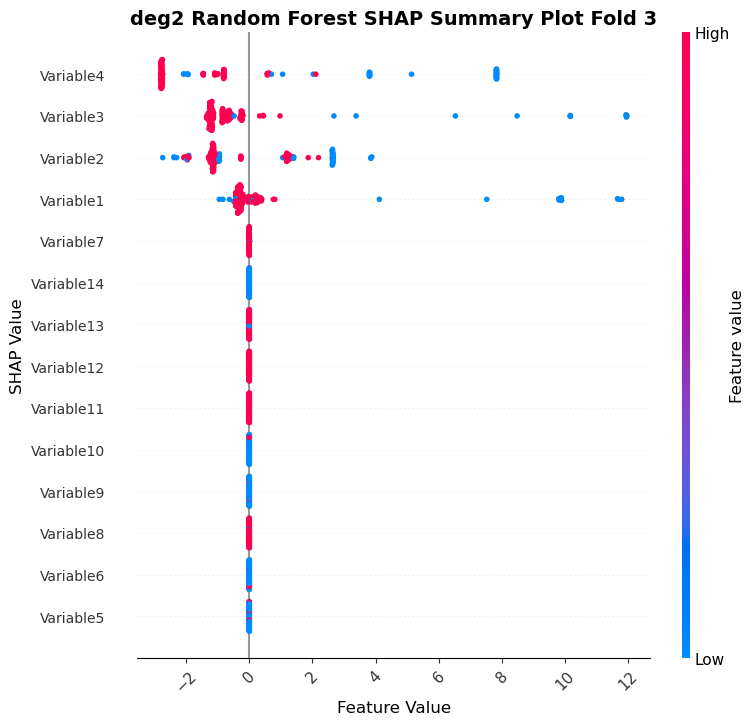 deg2 Random Forest SHAP Summary Plot Fold 3
High
Variable4
Variable3
Variable2
Variable1
Variable7
Variable14
Variable13
Variable12
Variable11
Variable10
Variable9
Variable8
Variable6
Variable5
SHAP Value
Feature value
Low
−2
0
2
4
6
8
10
12
Feature Value